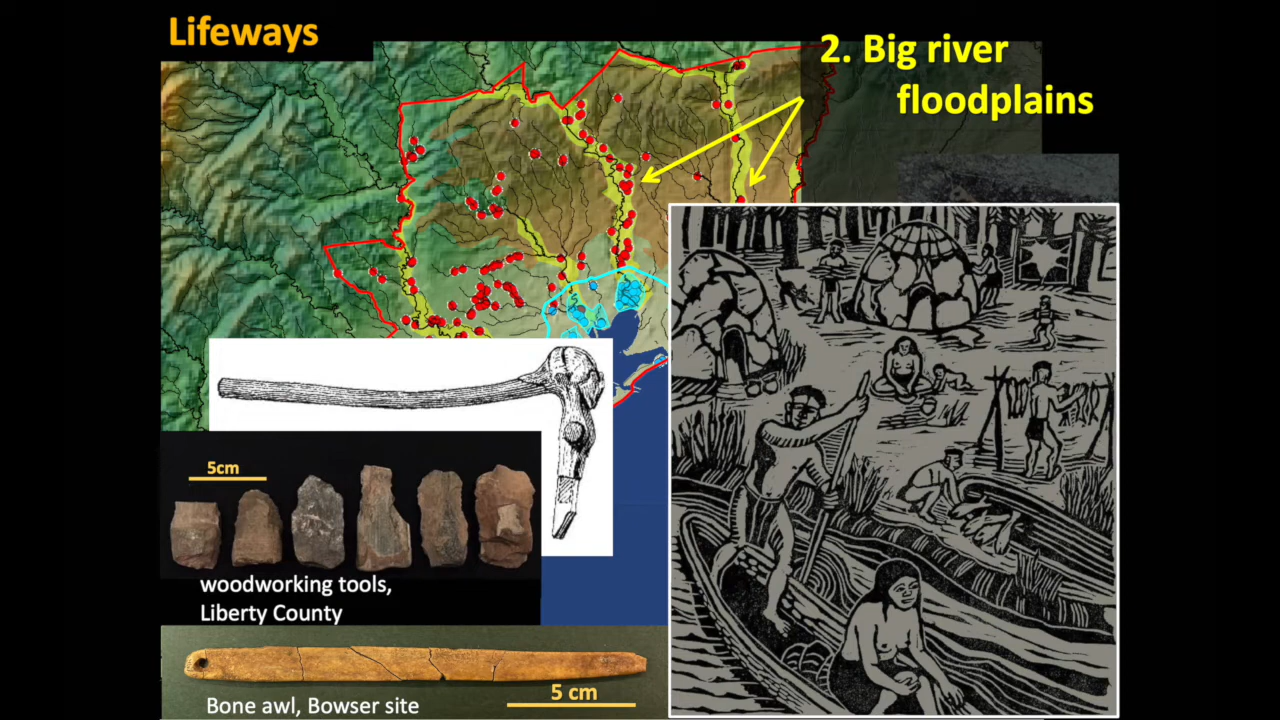 Lifeways
2. Big river
floodplains
5cm
woodworking tools,
Liberty County
5 cm
Bone awl, Bowser site